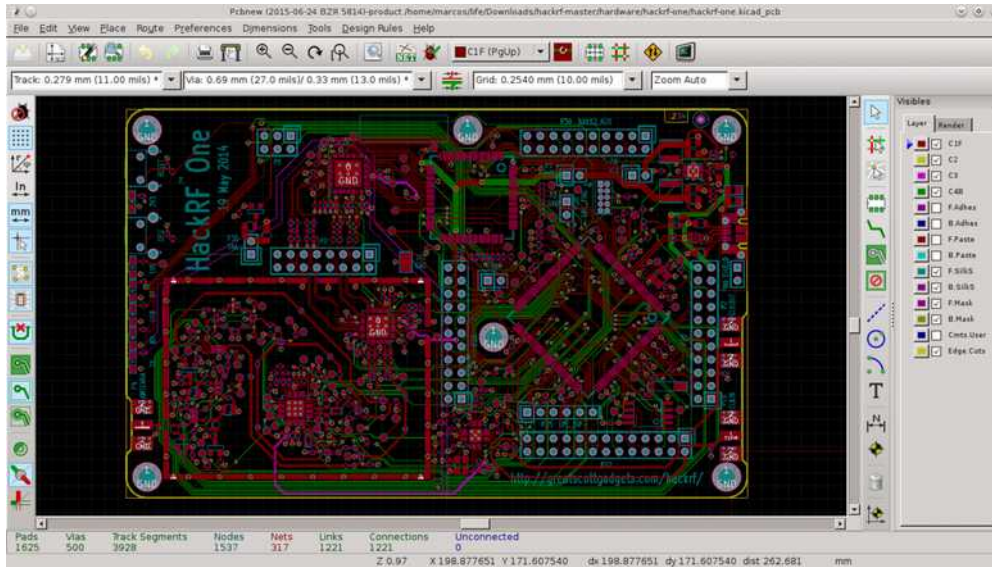 Pcbnew (2015-06-24 BZR 5814)-product /home/marcos/life/Downloads/hackrf-master/hardware/hackrf-one/hackrf-one.kicad_pcb
File Edit View Place Route Preferences Dimensions Tools Design Rules Help
C1F (PgUp)
Track: 0.279 mm (11.00 mils) * Via: 0.69 mm (27.0 mils)/ 0.33 mm (13.0 mils) * Grid: 0.2540 mm (10.00 mils) Zoom Auto
Visibles
Layer Render
C1F
C2
C3
C4B
F.Adhes
B.Adhes
F.Paste
B.Paste
F.SilkS
B.SilkS
F.Mask
B.Mask
Cmts.User
Edge.Cuts
In
mm
HackRF One
19 May 2014
GND
GND
GND
GND
GND
GND
GND
GND
http://greatscottgadgets.com/hackrf/
T
N
Pads Vias Track Segments Nodes Nets Links Connections Unconnected
1625 500 3928 1537 317 1221 1221 0
Z 0.97 X 198.877651 Y 171.607540 dx 198.877651 dy 171.607540 dist 262.681 mm